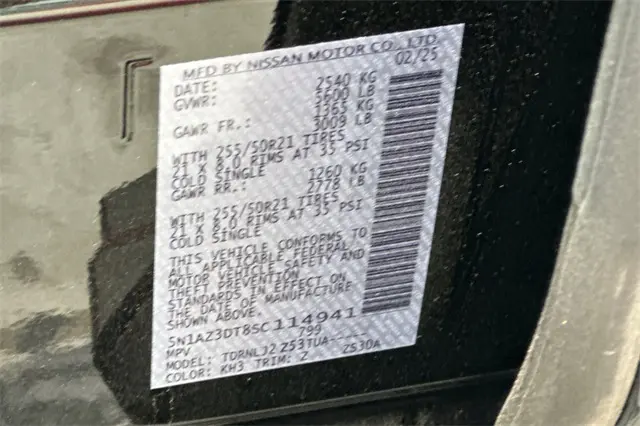 MFD BY NISSAN MOTOR CO., LTD
DATE: 02/25
GVWR: 2540 KG
5600 LB
GAWR FR.: 1365 KG
3009 LB
WITH 255/50R21 TIRES
21 X 8.0 RIMS AT 35 PSI
COLD SINGLE
GAWR RR.: 1260 KG
2778 LB
WITH 255/50R21 TIRES
21 X 8.0 RIMS AT 35 PSI
COLD SINGLE
THIS VEHICLE CONFORMS TO
ALL APPLICABLE FEDERAL
MOTOR VEHICLE SAFETY AND
THEFT PREVENTION
STANDARDS IN EFFECT ON
THE DATE OF MANUFACTURE
SHOWN ABOVE.
5N1AZ3DT8SC114941
MPV 799
MODEL: TDRNLJ2 Z53TUA-----
COLOR: KH3 TRIM: Z Z530A